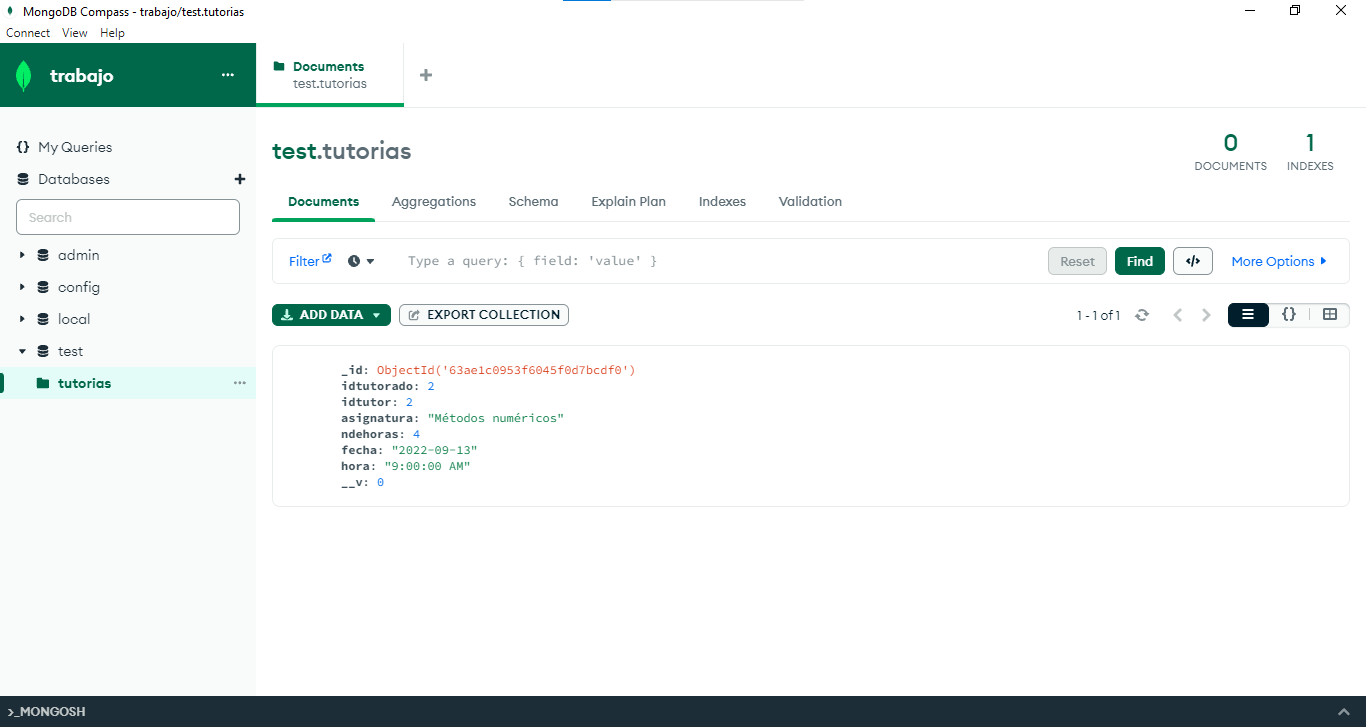 MongoDB Compass - trabajo/test.tutorias
Connect View Help
trabajo
Documents
test.tutorias
My Queries
Databases
Search
admin
config
local
test
tutorias
test.tutorias
0
DOCUMENTS
1
INDEXES
Documents Aggregations Schema Explain Plan Indexes Validation
Filter Type a query: { field: 'value' } Reset Find </> More Options
ADD DATA EXPORT COLLECTION 1 - 1 of 1 {}
_id: ObjectId('63ae1c0953f6045f0d7bcdf0')
idtutorado: 2
idtutor: 2
asignatura: "Métodos numéricos"
ndehoras: 4
fecha: "2022-09-13"
hora: "9:00:00 AM"
__v: 0
>_MONGOSH